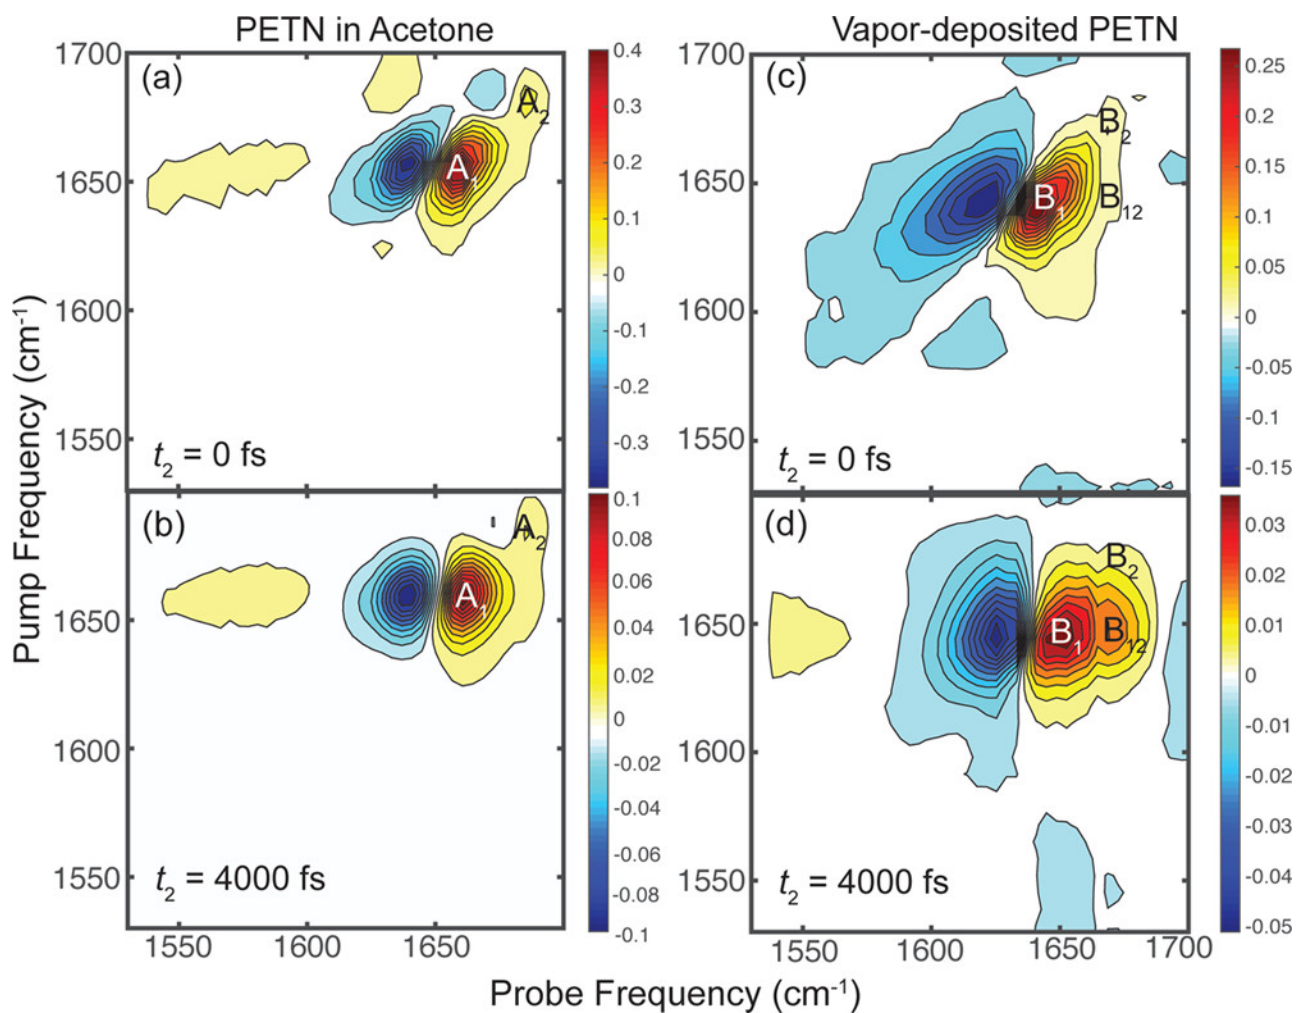 PETN in Acetone
Vapor-deposited PETN
(a)
A2
A1
t2 = 0 fs
1700
1650
1600
1550
0.4
0.3
0.2
0.1
0
-0.1
-0.2
-0.3
(c)
B2
B1
B12
t2 = 0 fs
1700
1650
1600
1550
0.25
0.2
0.15
0.1
0.05
0
-0.05
-0.1
-0.15
(b)
A2
A1
t2 = 4000 fs
1650
1600
1550
1550
1600
1650
0.1
0.08
0.06
0.04
0.02
0
-0.02
-0.04
-0.06
-0.08
-0.1
(d)
B2
B1
B12
t2 = 4000 fs
1650
1600
1550
1550
1600
1650
1700
0.03
0.02
0.01
0
-0.01
-0.02
-0.03
-0.04
-0.05
Pump Frequency (cm-1)
Probe Frequency (cm-1)